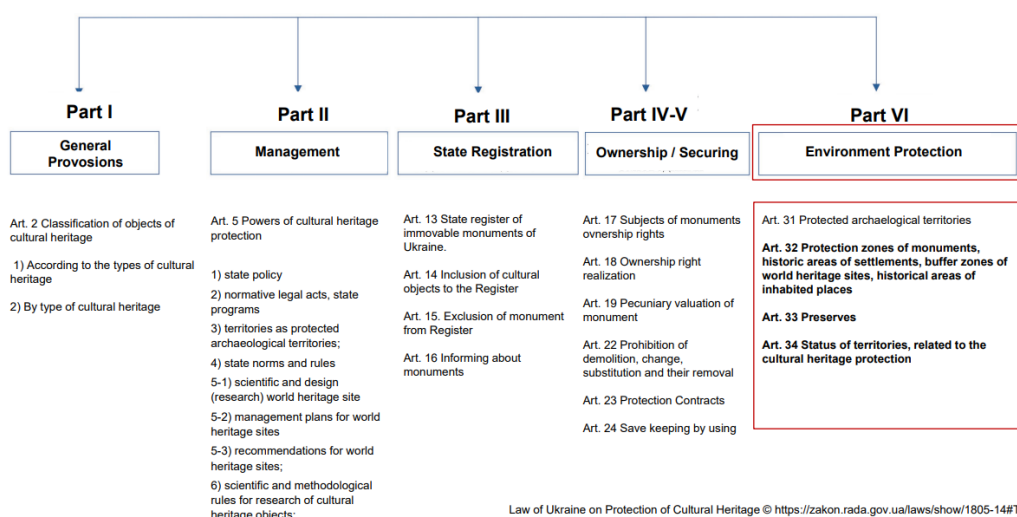 Part I
General
Provosions
Art. 2 Classification of objects of
cultural heritage
1) According to the types of cultural
heritage
2) By type of cultural heritage
Part II
Management
Art. 5 Powers of cultural heritage
protection
1) state policy
2) normative legal acts, state
programs
3) territories as protected
archaeological territories;
4) state norms and rules
5-1) scientific and design
(research) world heritage site
5-2) management plans for world
heritage sites
5-3) recommendations for world
heritage sites;
6) scientific and methodological
rules for research of cultural
heritage objects;
Part III
State Registration
Art. 13 State register of
immovable monuments of
Ukraine.
Art. 14 Inclusion of cultural
objects to the Register
Art. 15. Exclusion of monument
from Register
Art. 16 Informing about
monuments
Part IV-V
Ownership / Securing
Art. 17 Subjects of monuments
ownership rights
Art. 18 Ownership right
realization
Art. 19 Pecuniary valuation of
monument
Art. 22 Prohibition of
demolition, change,
substitution and their removal
Art. 23 Protection Contracts
Art. 24 Save keeping by using
Part VI
Environment Protection
Art. 31 Protected archaelogical territories
Art. 32 Protection zones of monuments,
historic areas of settlements, buffer zones of
world heritage sites, historical areas of
inhabited places
Art. 33 Preserves
Art. 34 Status of territories, related to the
cultural heritage protection
Law of Ukraine on Protection of Cultural Heritage © https://zakon.rada.gov.ua/laws/show/1805-14#T